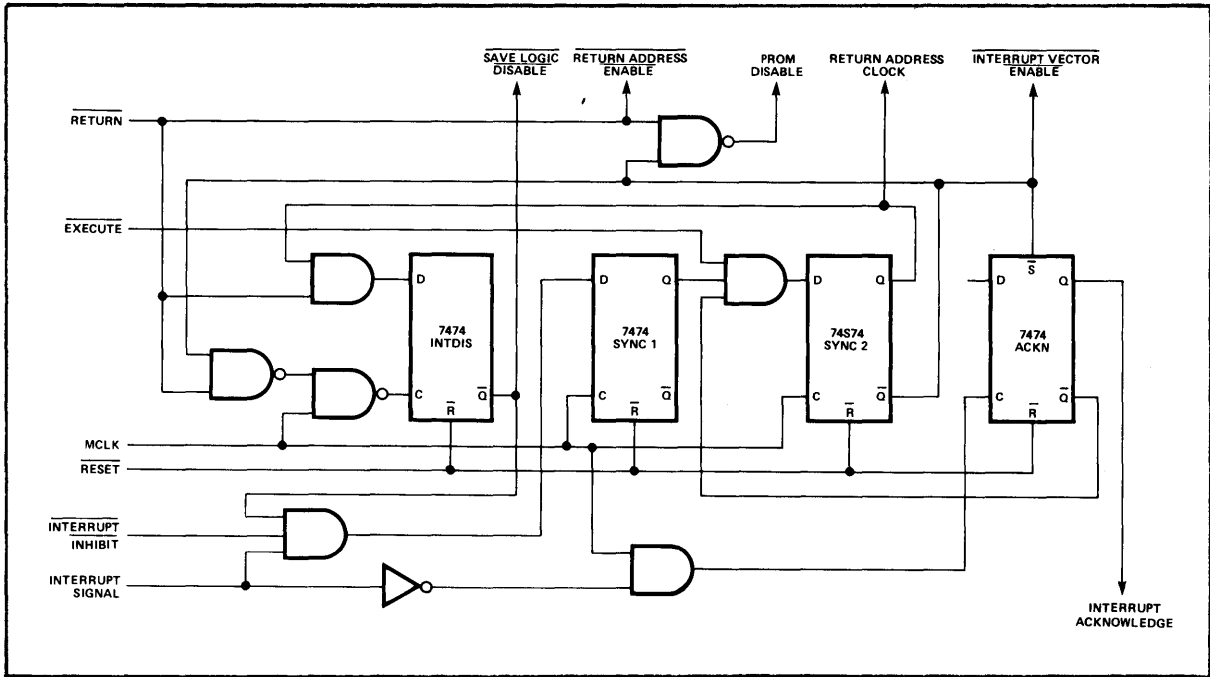 SAVE LOGIC
DISABLE
RETURN ADDRESS
ENABLE
PROM
DISABLE
RETURN ADDRESS
CLOCK
INTERRUPT VECTOR
ENABLE
RETURN
EXECUTE
D
7474
INTDIS
C
Q
R
D
Q
7474
SYNC 1
C
Q
R
D
Q
74S74
SYNC 2
C
Q
R
S
D
Q
7474
ACKN
C
Q
R
MCLK
RESET
INTERRUPT
INHIBIT
INTERRUPT
SIGNAL
INTERRUPT
ACKNOWLEDGE